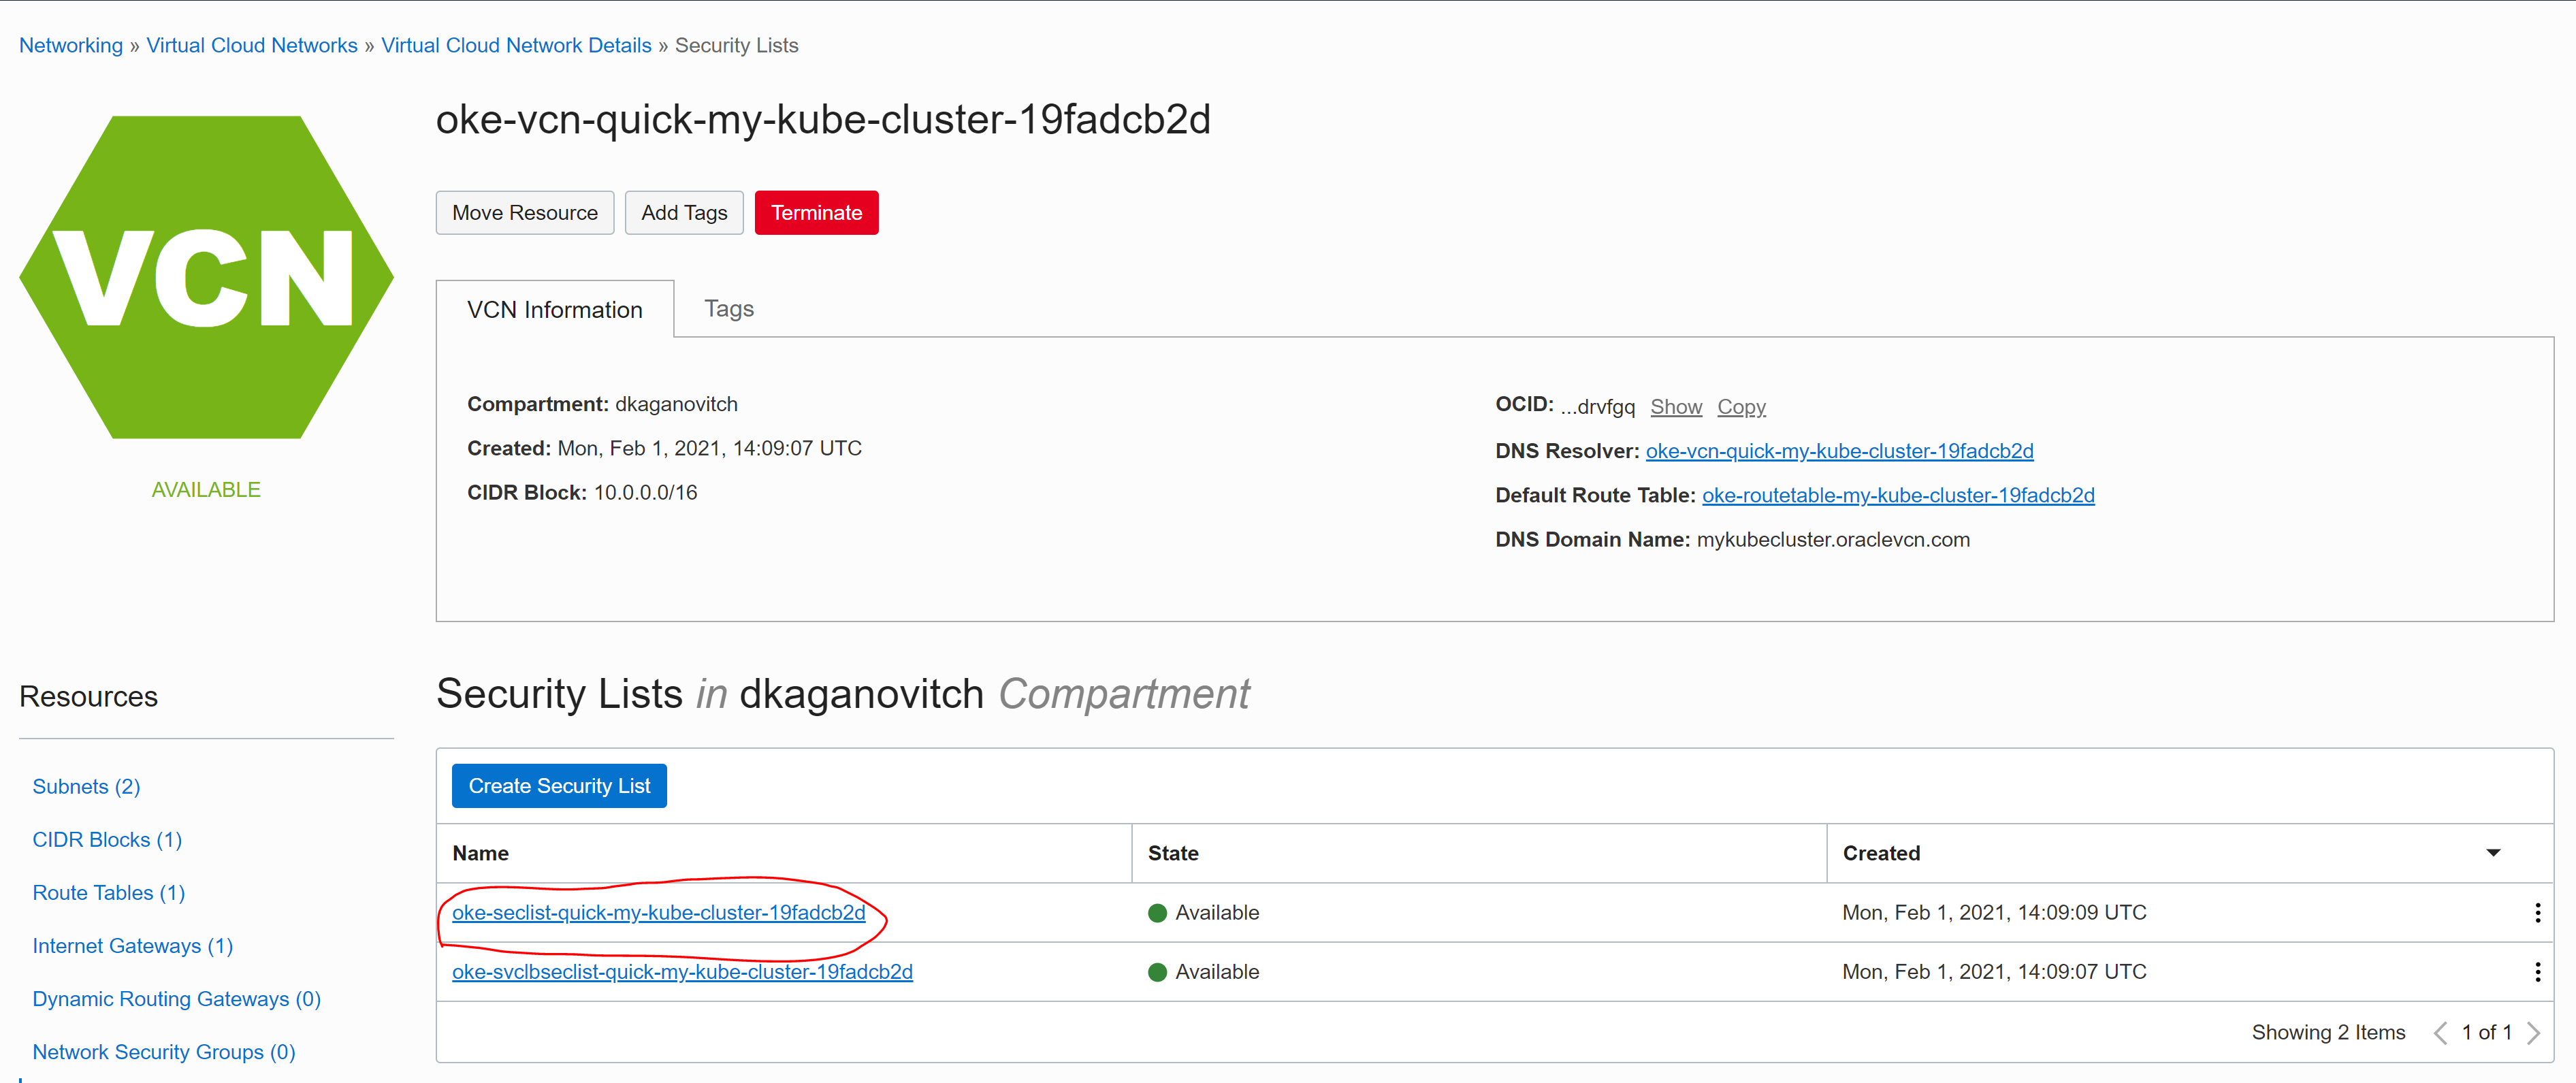 Networking » Virtual Cloud Networks » Virtual Cloud Network Details » Security Lists
VCN
AVAILABLE
oke-vcn-quick-my-kube-cluster-19fadcb2d
Move Resource Add Tags Terminate
VCN Information Tags
Compartment: dkaganovitch
Created: Mon, Feb 1, 2021, 14:09:07 UTC
CIDR Block: 10.0.0.0/16
OCID: ...drvfgq Show Copy
DNS Resolver: oke-vcn-quick-my-kube-cluster-19fadcb2d
Default Route Table: oke-routetable-my-kube-cluster-19fadcb2d
DNS Domain Name: mykubecluster.oraclevcn.com
Resources
Subnets (2)
CIDR Blocks (1)
Route Tables (1)
Internet Gateways (1)
Dynamic Routing Gateways (0)
Network Security Groups (0)
Security Lists in dkaganovitch Compartment
Create Security List
Name State Created
oke-seclist-quick-my-kube-cluster-19fadcb2d Available Mon, Feb 1, 2021, 14:09:09 UTC
oke-svclbseclist-quick-my-kube-cluster-19fadcb2d Available Mon, Feb 1, 2021, 14:09:07 UTC
Showing 2 Items 1 of 1